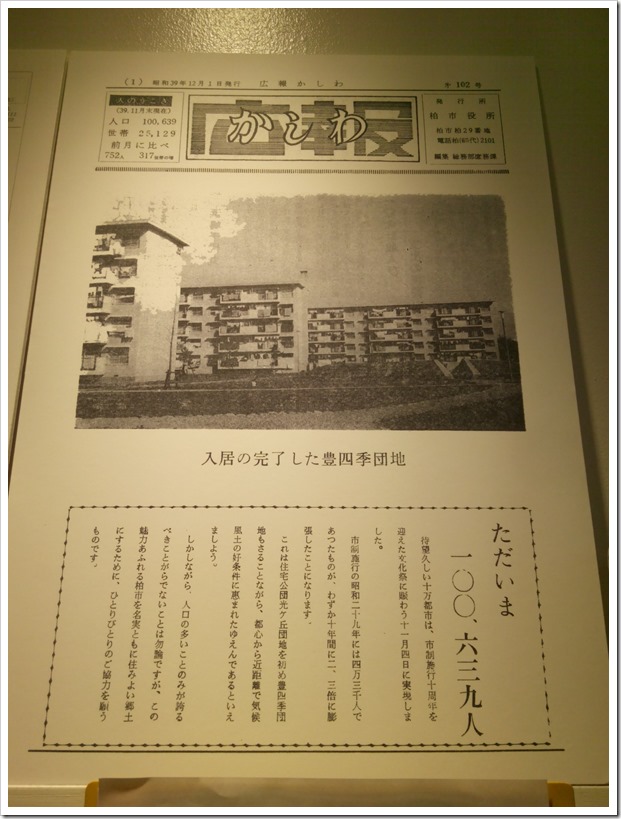 (1) 昭和39年12月1日発行 広報かしわ 第102号
人口のうごき
(39.11月末現在)
人口 100,639
世帯 25,129
前月に比べ
752人 317世帯の増
広報
かしわ
発行所
柏市役所
柏市柏29番地
電話柏(67代)2101
編集 総務部庶務課
入居の完了した豊四季団地
ただいま
一〇〇、六三九人
待望久しい十万都市は、市制施行十周年を
迎えた文化祭に賑わう十一月四日に実現しま
した。
市制施行の昭和二十九年には四万三千人で
あつたものが、わずか十年間に二、三倍に膨
張したことになります。
これは住宅公団光ケ丘団地を初め豊四季団
地もさることながら、都心から近距離で気候
風土の好条件に恵まれたゆえんであるといえ
ましよう。
しかしながら、人口の多いことのみが誇る
べきことがらでないことは勿論ですが、この
魅力あふれる柏市を名実ともに住みよい郷土
にするために、ひとりびとりのご協力を願う
ものです。